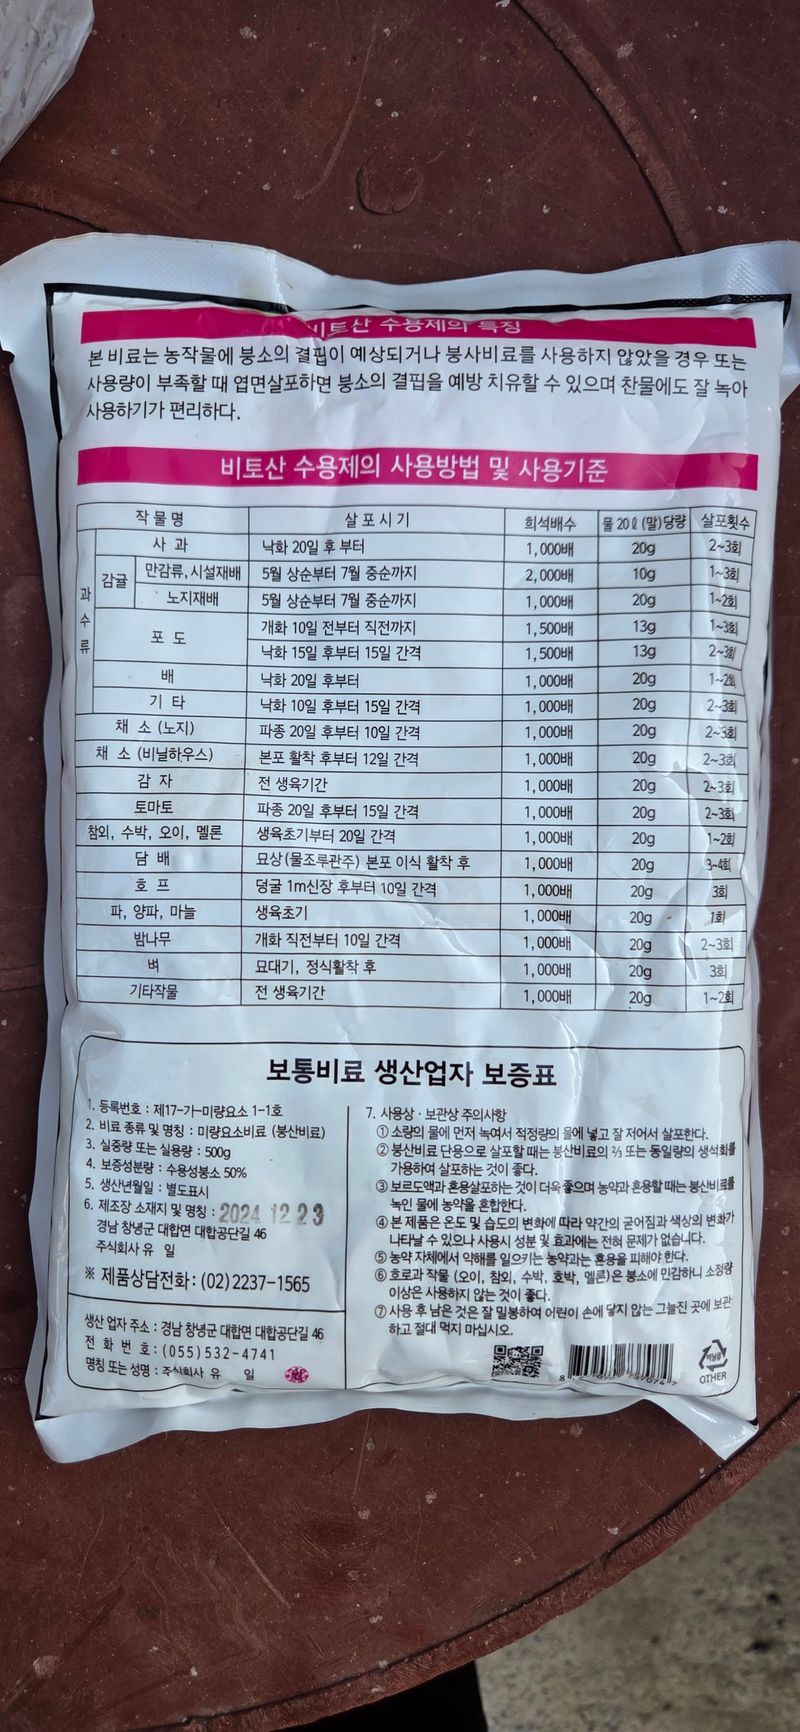 비토산 수용제의 특징
본 비료는 농작물에 붕소의 결핍이 예상되거나 붕사비료를 사용하지 않았을 경우 또는
사용량이 부족할 때 엽면살포하면 붕소의 결핍을 예방 치유할 수 있으며 찬물에도 잘 녹아
사용하기가 편리하다.
비토산 수용제의 사용방법 및 사용기준
작물명 살포시기 희석배수 물 20ℓ (말)당량 살포횟수
과수류
사 과 낙화 20일 후 부터 1,000배 20g 2~3회
감귤 만감류,시설재배 5월 상순부터 7월 중순까지 2,000배 10g 1~3회
노지재배 5월 상순부터 7월 중순까지 1,000배 20g 1~2회
포 도 개화 10일 전부터 직전까지 1,500배 13g 1~3회
낙화 15일 후부터 15일 간격 1,500배 13g 2~3회
배 낙화 20일 후부터 1,000배 20g 1~2회
기 타 낙화 10일 후부터 15일 간격 1,000배 20g 2~3회
채 소 (노지) 파종 20일 후부터 10일 간격 1,000배 20g 2~3회
채 소 (비닐하우스) 본포 활착 후부터 12일 간격 1,000배 20g 2~3회
감 자 전 생육기간 1,000배 20g 2~3회
토마토 파종 20일 후부터 15일 간격 1,000배 20g 2~3회
참외, 수박, 오이, 멜론 생육초기부터 20일 간격 1,000배 20g 1~2회
담 배 묘상(물조루관주) 본포 이식 활착 후 1,000배 20g 3~4회
호 프 덩굴 1m신장 후부터 10일 간격 1,000배 20g 3회
파, 양파, 마늘 생육초기 1,000배 20g 1회
밤나무 개화 직전부터 10일 간격 1,000배 20g 2~3회
벼 묘대기, 정식활착 후 1,000배 20g 3회
기타작물 전 생육기간 1,000배 20g 1~2회
보통비료 생산업자 보증표
1. 등록번호 : 제17-가-미량요소 1-1호
2. 비료 종류 및 명칭 : 미량요소비료 (붕산비료)
3. 실중량 또는 실용량 : 500g
4. 보증성분량 : 수용성붕소 50%
5. 생산년월일 : 별도표시
6. 제조장 소재지 및 명칭 : 2024 12 23
경남 창녕군 대합면 대합공단길 46
주식회사 유 일
※ 제품상담전화: (02)2237-1565
생산 업자 주소 : 경남 창녕군 대합면 대합공단길 46
전 화 번 호 : (055)532-4741
명칭 또는 성명 : 주식회사 유 일
7. 사용상·보관상 주의사항
① 소량의 물에 먼저 녹여서 적정량의 물에 넣고 잘 저어서 살포한다.
② 붕산비료 단용으로 살포할 때는 붕산비료의 ⅔ 또는 동일량의 생석회를
가용하여 살포하는 것이 좋다.
③ 보르도액과 혼용살포하는 것이 더욱 좋으며 농약과 혼용할 때는 붕산비료를
녹인 물에 농약을 혼합한다.
④ 본 제품은 온도 및 습도의 변화에 따라 약간의 굳어짐과 색상의 변화가
나타날 수 있으나 사용시 성분 및 효과에는 전혀 문제가 없습니다.
⑤ 농약 자체에서 약해를 일으키는 농약과는 혼용을 피해야 한다.
⑥ 호로과 작물 (오이, 참외, 수박, 호박, 멜론)은 붕소에 민감하니 소정량
이상은 사용하지 않는 것이 좋다.
⑦ 사용 후 남은 것은 잘 밀봉하여 어린이 손에 닿지 않는 그늘진 곳에 보관
하고 절대 먹지 마십시오.
비닐류
OTHER